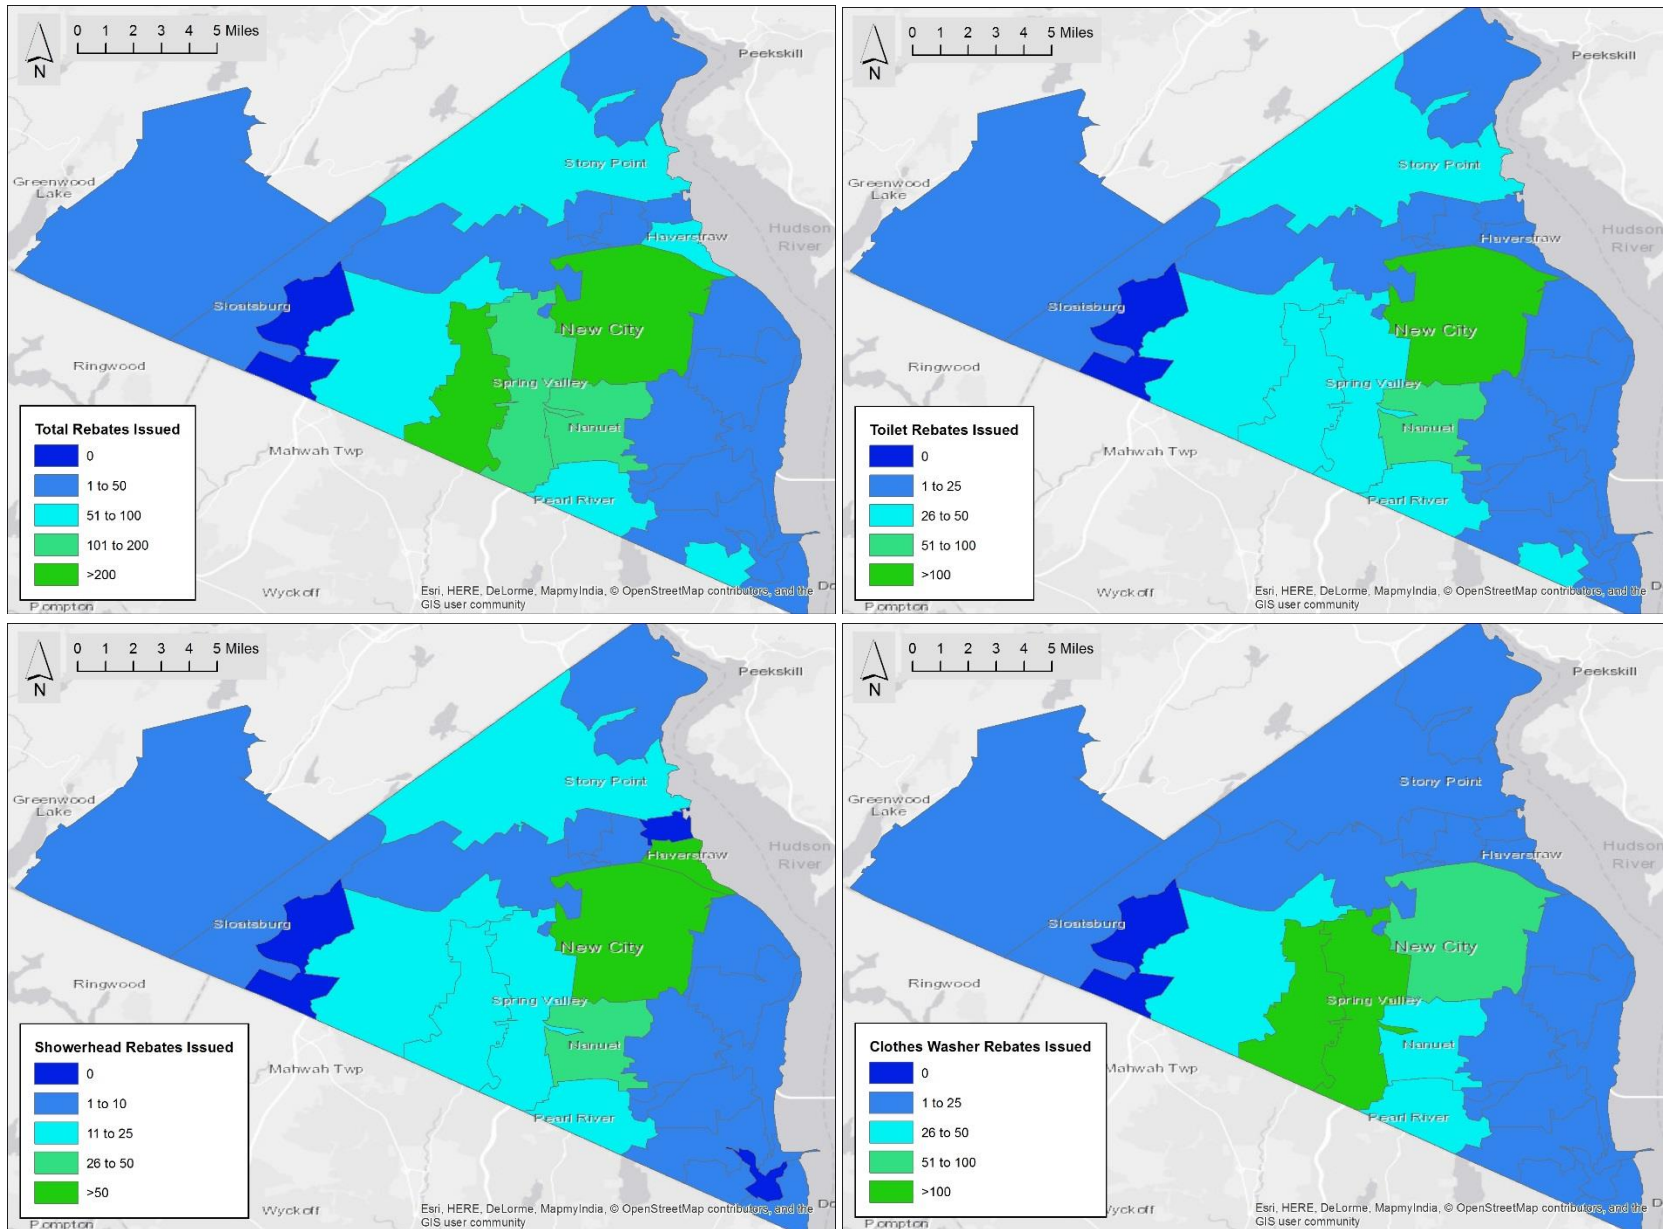 0 1 2 3 4 5 Miles
N
Peekskill
Greenwood
Lake
Stony Point
Hudson
River
Haverstraw
Sloatsburg
New City
Ringwood
Spring Valley
Nanuet
Mahwah Twp
Pearl River
Wyckoff
Pompton
Do
Total Rebates Issued
0
1 to 50
51 to 100
101 to 200
>200
Esri, HERE, DeLorme, MapmyIndia, © OpenStreetMap contributors, and the
GIS user community
0 1 2 3 4 5 Miles
N
Peekskill
Greenwood
Lake
Stony Point
Hudson
River
Haverstraw
Sloatsburg
New City
Ringwood
Spring Valley
Nanuet
Mahwah Twp
Pearl River
Wyckoff
Pompton
Do
Toilet Rebates Issued
0
1 to 25
26 to 50
51 to 100
>100
Esri, HERE, DeLorme, MapmyIndia, © OpenStreetMap contributors, and the
GIS user community
0 1 2 3 4 5 Miles
N
Peekskill
Greenwood
Lake
Stony Point
Hudson
River
Haverstraw
Sloatsburg
New City
Ringwood
Spring Valley
Nanuet
Mahwah Twp
Pearl River
Wyckoff
Pompton
Do
Showerhead Rebates Issued
0
1 to 10
11 to 25
26 to 50
>50
Esri, HERE, DeLorme, MapmyIndia, © OpenStreetMap contributors, and the
GIS user community
0 1 2 3 4 5 Miles
N
Peekskill
Greenwood
Lake
Stony Point
Hudson
River
Haverstraw
Sloatsburg
New City
Ringwood
Spring Valley
Nanuet
Mahwah Twp
Pearl River
Wyckoff
Pompton
Do
Clothes Washer Rebates Issued
0
1 to 25
26 to 50
51 to 100
>100
Esri, HERE, DeLorme, MapmyIndia, © OpenStreetMap contributors, and the
GIS user community